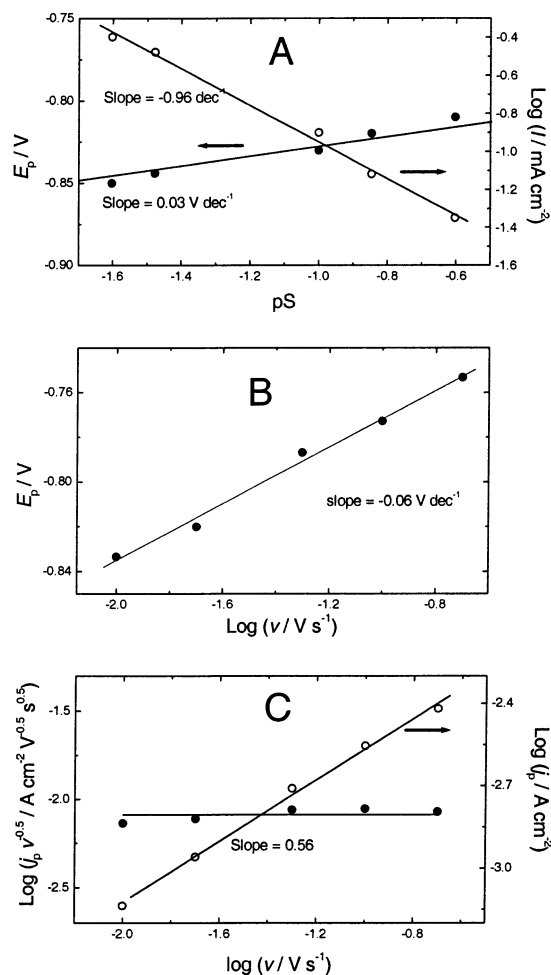 A
-0.75
-0.80
-0.85
-0.90
E_p / V
-0.4
-0.6
-0.8
-1.0
-1.2
-1.4
-1.6
Log (I / mA cm^-2)
Slope = -0.96 dec^-1
Slope = 0.03 V dec^-1
-1.6 -1.4 -1.2 -1.0 -0.8 -0.6
pS
B
-0.76
-0.80
-0.84
E_p / V
slope = -0.06 V dec^-1
-2.0 -1.6 -1.2 -0.8
Log (v / V s^-1)
C
-1.5
-2.0
-2.5
Log (j_p v^-0.5 / A cm^-2 V^-0.5 s^0.5)
-2.4
-2.7
-3.0
Log (j_p / A cm^-2)
Slope = 0.56
-2.0 -1.6 -1.2 -0.8
log (v / V s^-1)